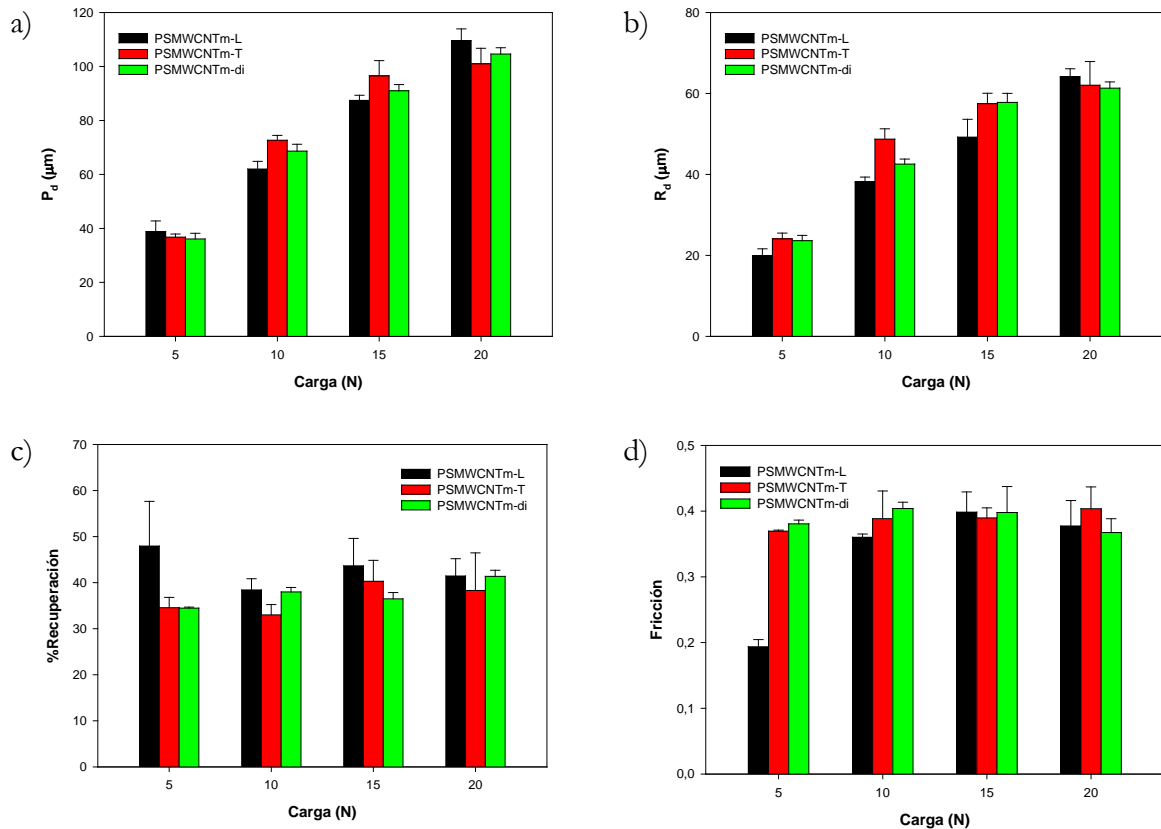 a)
PSMWCNTm-L
PSMWCNTm-T
PSMWCNTm-di
120
100
80
60
40
20
0
P_d (µm)
5 10 15 20
Carga (N)
b)
PSMWCNTm-L
PSMWCNTm-T
PSMWCNTm-di
80
60
40
20
0
R_d (µm)
5 10 15 20
Carga (N)
c)
PSMWCNTm-L
PSMWCNTm-T
PSMWCNTm-di
70
60
50
40
30
20
10
0
%Recuperación
5 10 15 20
Carga (N)
d)
PSMWCNTm-L
PSMWCNTm-T
PSMWCNTm-di
0,5
0,4
0,3
0,2
0,1
0,0
Fricción
5 10 15 20
Carga (N)